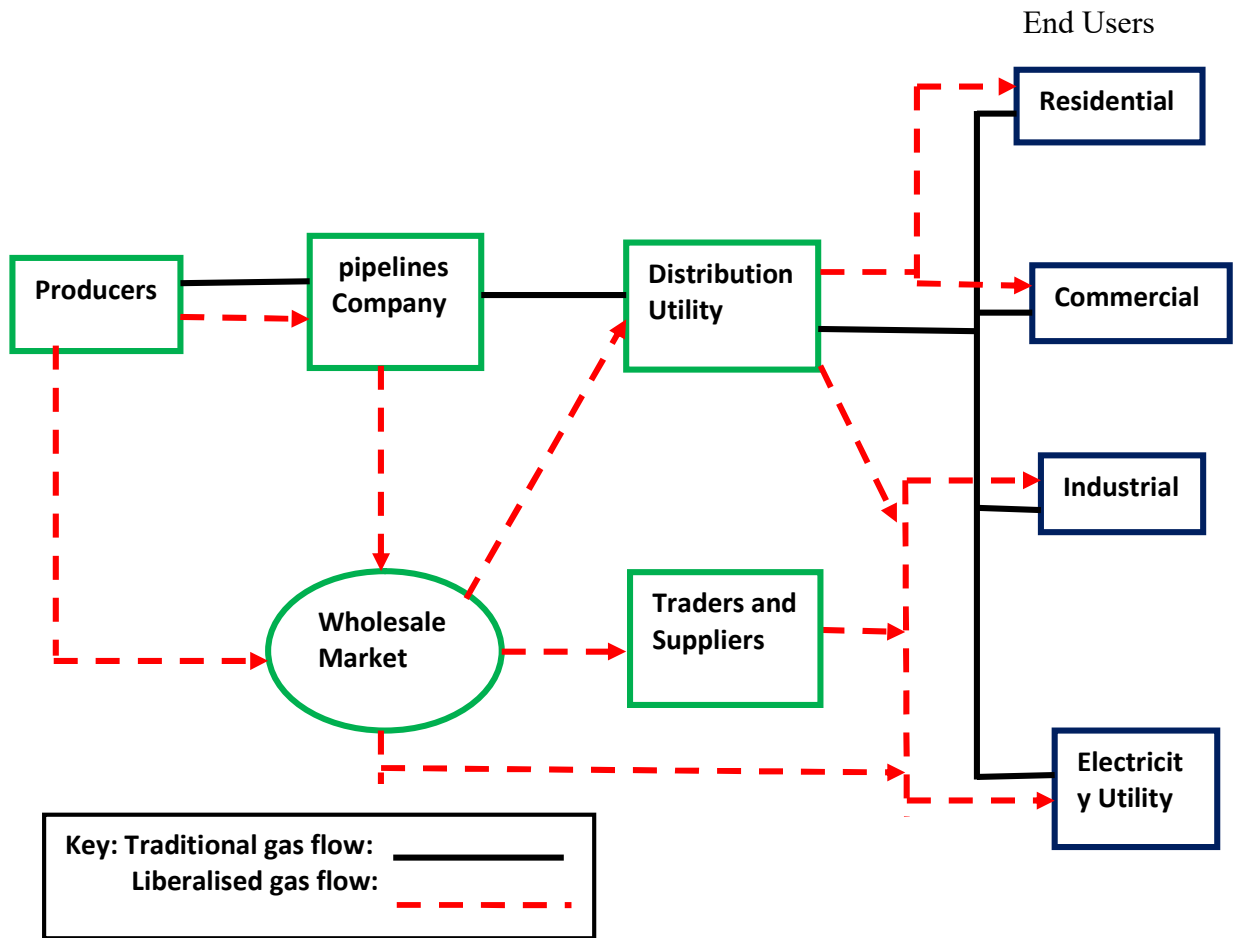 End Users
Residential
Producers
pipelines
Company
Distribution
Utility
Commercial
Industrial
Wholesale
Market
Traders and
Suppliers
Electricit
y Utility
Key: Traditional gas flow:
Liberalised gas flow: